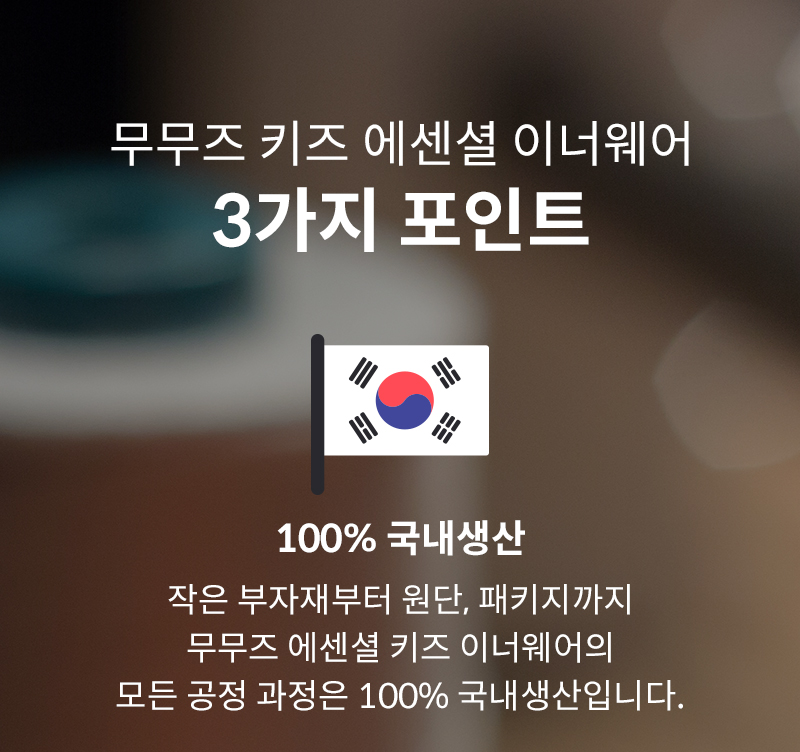 무무즈 키즈 에센셜 이너웨어
3가지 포인트
100% 국내생산
작은 부자재부터 원단, 패키지까지
무무즈 에센셜 키즈 이너웨어의
모든 공정 과정은 100% 국내생산입니다.